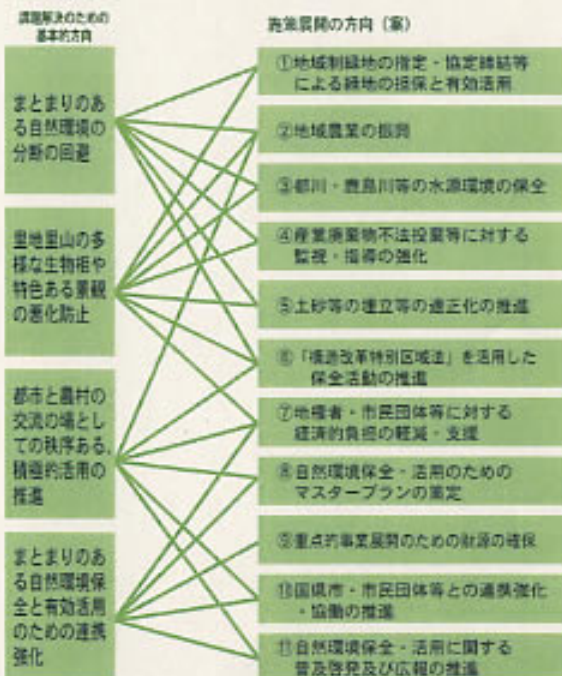 課題解決のための
基本的方向
まとまりのあ
る自然環境の
分断の回避
里地里山の多
様な生物相や
特色ある景観
の悪化防止
都市と農村の
交流の場とし
ての秩序ある、
積極的活用の
推進
まとまりのあ
る自然環境保
全と有効活用
のための連携
強化
施策展開の方向（案）
①地域制緑地の指定・協定締結等
による緑地の担保と有効活用
②地域農業の振興
③都川・鹿島川等の水源環境の保全
④産業廃棄物不法投棄等に対する
監視・指導の強化
⑤土砂等の埋立等の適正化の推進
⑥「構造改革特別区域法」を活用した
保全活動の推進
⑦地権者・市民団体等に対する
経済的負担の軽減・支援
⑧自然環境保全・活用のための
マスタープランの策定
⑨重点的事業展開のための財源の確保
⑩国県市・市民団体等との連携強化
・協働の推進
⑪自然環境保全・活用に関する
普及啓発及び広報の推進